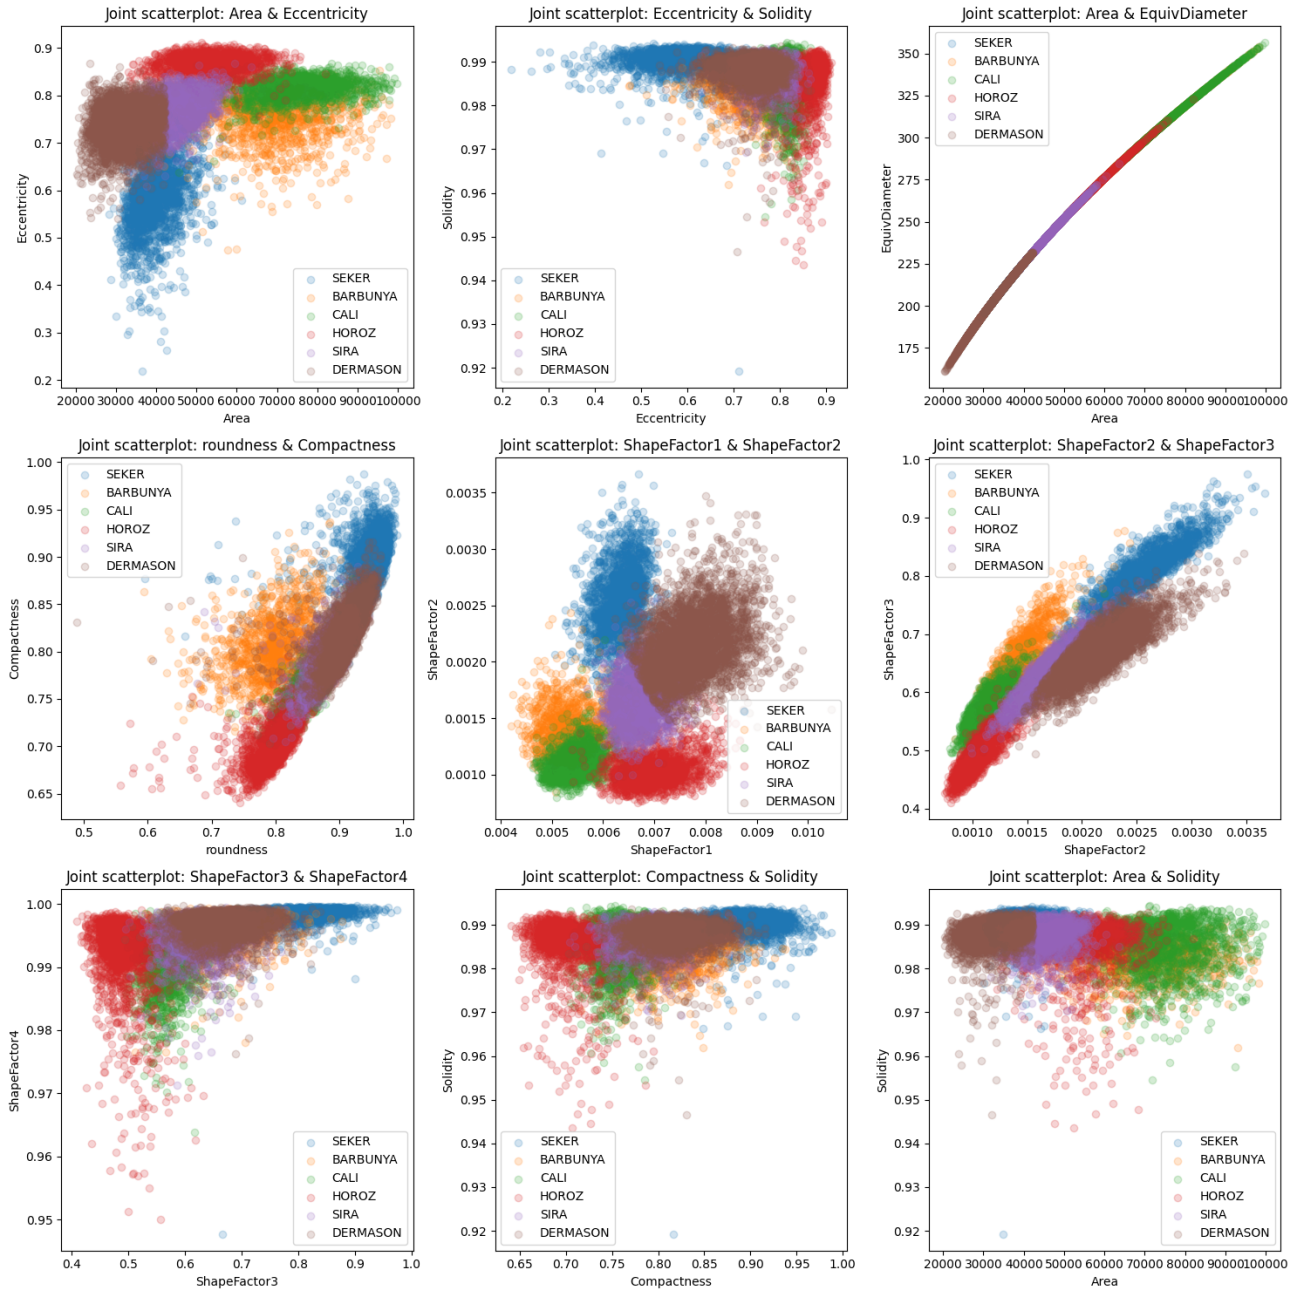 Joint scatterplot: Area & Eccentricity
0.9
0.8
0.7
0.6
0.5
0.4
0.3
0.2
Eccentricity
SEKER
BARBUNYA
CALI
HOROZ
SIRA
DERMASON
20000 30000 40000 50000 60000 70000 80000 90000 100000
Area
Joint scatterplot: Eccentricity & Solidity
0.99
0.98
0.97
0.96
0.95
0.94
0.93
0.92
Solidity
SEKER
BARBUNYA
CALI
HOROZ
SIRA
DERMASON
0.2 0.3 0.4 0.5 0.6 0.7 0.8 0.9
Eccentricity
Joint scatterplot: Area & EquivDiameter
350
325
300
275
250
225
200
175
EquivDiameter
SEKER
BARBUNYA
CALI
HOROZ
SIRA
DERMASON
20000 30000 40000 50000 60000 70000 80000 90000 100000
Area
Joint scatterplot: roundness & Compactness
1.00
0.95
0.90
0.85
0.80
0.75
0.70
0.65
Compactness
SEKER
BARBUNYA
CALI
HOROZ
SIRA
DERMASON
0.5 0.6 0.7 0.8 0.9 1.0
roundness
Joint scatterplot: ShapeFactor1 & ShapeFactor2
0.0035
0.0030
0.0025
0.0020
0.0015
0.0010
ShapeFactor2
SEKER
BARBUNYA
CALI
HOROZ
SIRA
DERMASON
0.004 0.005 0.006 0.007 0.008 0.009 0.010
ShapeFactor1
Joint scatterplot: ShapeFactor2 & ShapeFactor3
1.0
0.9
0.8
0.7
0.6
0.5
0.4
ShapeFactor3
SEKER
BARBUNYA
CALI
HOROZ
SIRA
DERMASON
0.0010 0.0015 0.0020 0.0025 0.0030 0.0035
ShapeFactor2
Joint scatterplot: ShapeFactor3 & ShapeFactor4
1.00
0.99
0.98
0.97
0.96
0.95
ShapeFactor4
SEKER
BARBUNYA
CALI
HOROZ
SIRA
DERMASON
0.4 0.5 0.6 0.7 0.8 0.9 1.0
ShapeFactor3
Joint scatterplot: Compactness & Solidity
0.99
0.98
0.97
0.96
0.95
0.94
0.93
0.92
Solidity
SEKER
BARBUNYA
CALI
HOROZ
SIRA
DERMASON
0.65 0.70 0.75 0.80 0.85 0.90 0.95 1.00
Compactness
Joint scatterplot: Area & Solidity
0.99
0.98
0.97
0.96
0.95
0.94
0.93
0.92
Solidity
SEKER
BARBUNYA
CALI
HOROZ
SIRA
DERMASON
20000 30000 40000 50000 60000 70000 80000 90000 100000
Area